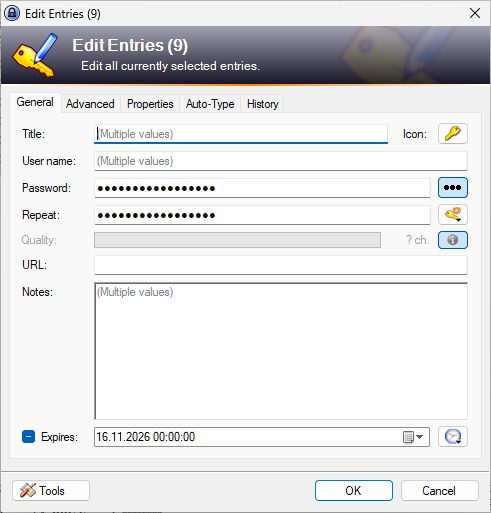 Edit Entries (9)
Edit Entries (9)
Edit all currently selected entries.
General Advanced Properties Auto-Type History
Title: (Multiple values) Icon:
User name: (Multiple values)
Password: ●●●●●●●●●●●●●●●●● ●●●
Repeat: ●●●●●●●●●●●●●●●●●
Quality: ? ch.
URL:
Notes: (Multiple values)
Expires: 16.11.2026 00:00:00
Tools OK Cancel